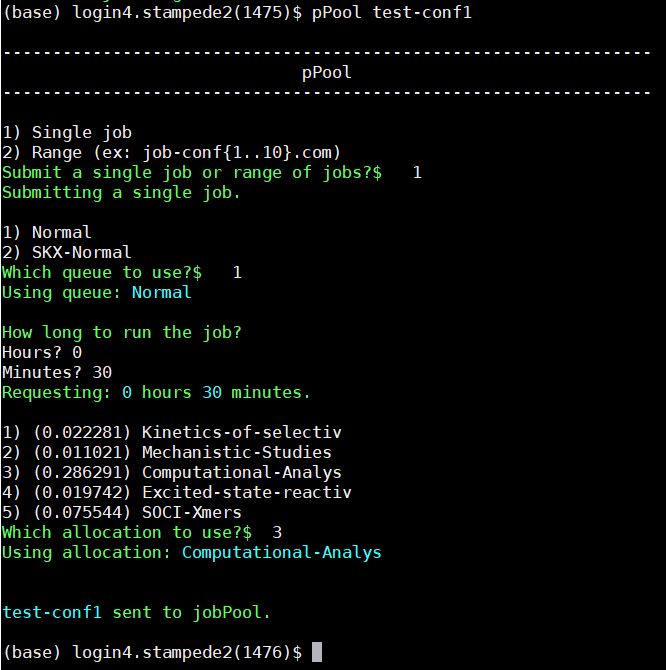 (base) login4.stampede2(1475)$ pPool test-conf1
-----------------------------------------------------------------
pPool
-----------------------------------------------------------------
1) Single job
2) Range (ex: job-conf{1..10}.com)
Submit a single job or range of jobs?$   1
Submitting a single job.
1) Normal
2) SKX-Normal
Which queue to use?$   1
Using queue: Normal
How long to run the job?
Hours? 0
Minutes? 30
Requesting: 0 hours 30 minutes.
1) (0.022281) Kinetics-of-selectiv
2) (0.011021) Mechanistic-Studies
3) (0.286291) Computational-Analys
4) (0.019742) Excited-state-reactiv
5) (0.075544) SOCI-Xmers
Which allocation to use?$  3
Using allocation: Computational-Analys
test-conf1 sent to jobPool.
(base) login4.stampede2(1476)$